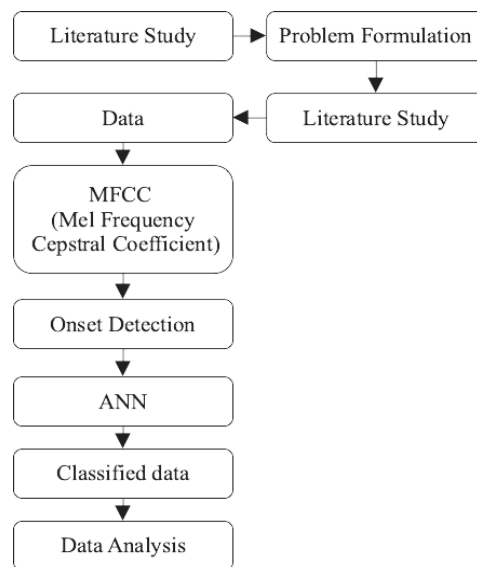 Literature Study
Problem Formulation
Literature Study
Data
MFCC
(Mel Frequency
Cepstral Coefficient)
Onset Detection
ANN
Classified data
Data Analysis